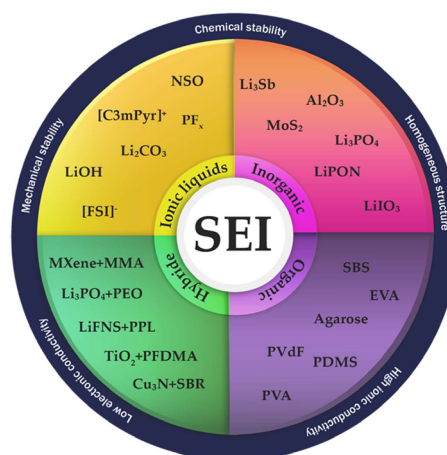 Chemical stability
Mechanical stability
Homogeneous structure
Low electronic conductivity
High ionic conductivity
NSO
[C3mPyr]⁺
PFₓ
Li₂CO₃
LiOH
[FSI]⁻
Ionic liquids
Li₃Sb
Al₂O₃
MoS₂
Li₃PO₄
LiPON
LiIO₃
Inorganic
SEI
Hybride
MXene+MMA
Li₃PO₄+PEO
LiFNS+PPL
TiO₂+PFDMA
Cu₃N+SBR
Organic
SBS
EVA
Agarose
PVdF
PDMS
PVA